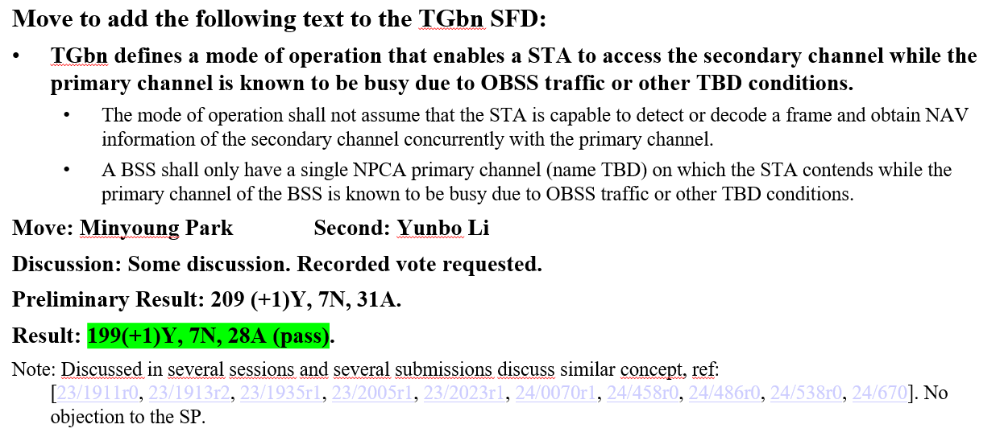 Move to add the following text to the TGbn SFD:
• TGbn defines a mode of operation that enables a STA to access the secondary channel while the
primary channel is known to be busy due to OBSS traffic or other TBD conditions.
• The mode of operation shall not assume that the STA is capable to detect or decode a frame and obtain NAV
information of the secondary channel concurrently with the primary channel.
• A BSS shall only have a single NPCA primary channel (name TBD) on which the STA contends while the
primary channel of the BSS is known to be busy due to OBSS traffic or other TBD conditions.
Move: Minyoung Park Second: Yunbo Li
Discussion: Some discussion. Recorded vote requested.
Preliminary Result: 209 (+1)Y, 7N, 31A.
Result: 199(+1)Y, 7N, 28A (pass).
Note: Discussed in several sessions and several submissions discuss similar concept, ref:
[23/1911r0, 23/1913r2, 23/1935r1, 23/2005r1, 23/2023r1, 24/0070r1, 24/458r0, 24/486r0, 24/538r0, 24/670]. No
objection to the SP.